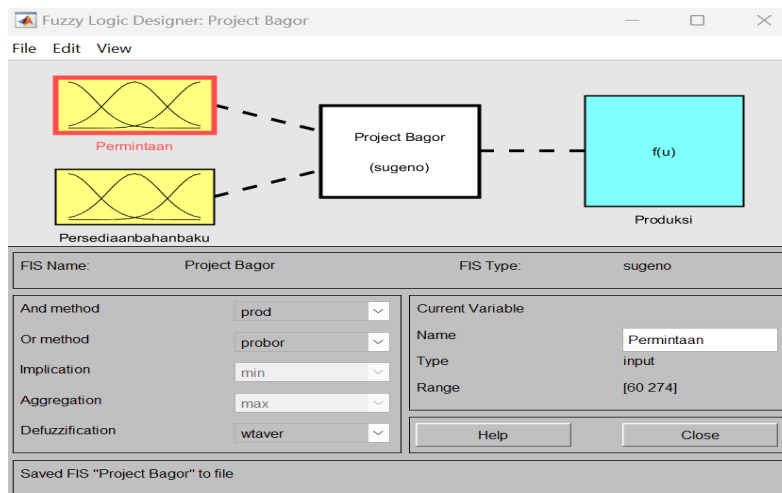 Fuzzy Logic Designer: Project Bagor
File Edit View
Permintaan
Persediaanbahanbaku
Project Bagor
(sugeno)
f(u)
Produksi
FIS Name: Project Bagor FIS Type: sugeno
And method prod
Or method probor
Implication min
Aggregation max
Defuzzification wtaver
Current Variable
Name Permintaan
Type input
Range [60 274]
Help Close
Saved FIS "Project Bagor" to file